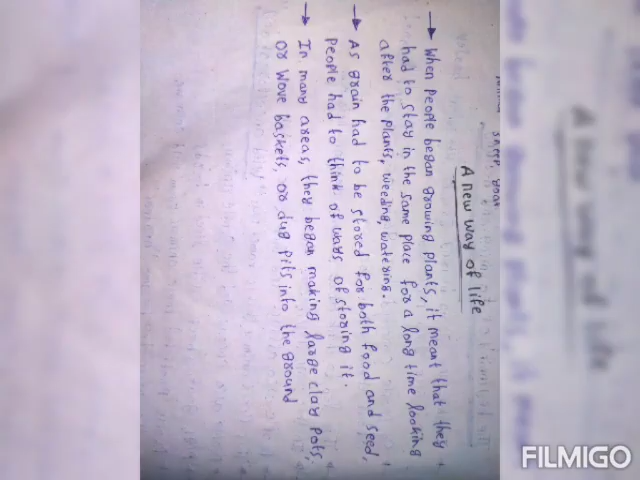 sheep, goat
A new way of life
→ When people began growing plants, it meant that they
had to stay in the same place for a long time looking
after the plants, weeding, watering.
→ As grain had to be stored for both food and seed,
people had to think of ways of storing it.
→ In many areas, they began making large clay pots,
or wove baskets, or dug pits into the ground
FILMIGO